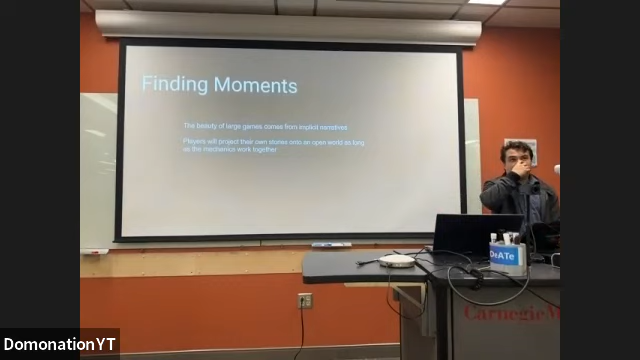 Finding Moments
The beauty of large games comes from implicit narratives
Players will project their own stories onto an open world as long
as the mechanics work together
DeATe
CarnegieM
DomonationYT